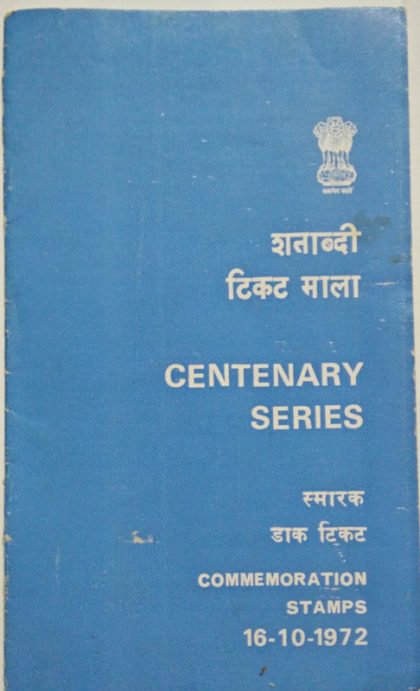 शताब्दी
टिकट माला
CENTENARY
SERIES
स्मारक
डाक टिकट
COMMEMORATION
STAMPS
16-10-1972